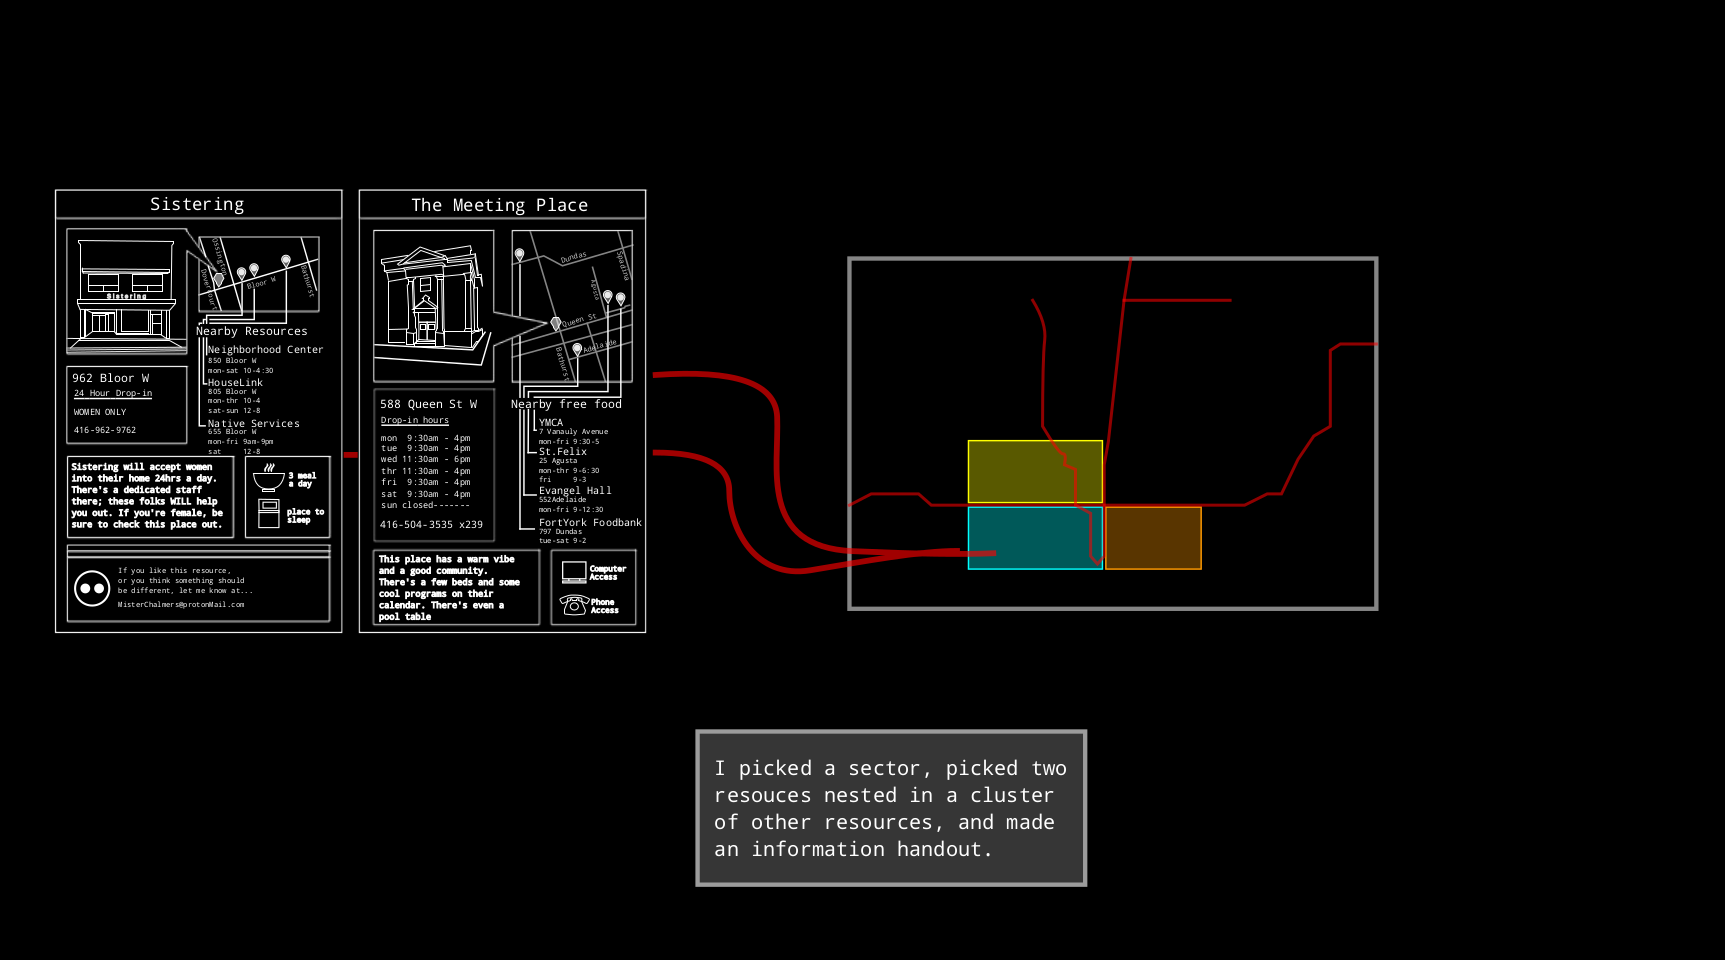 Sistering
Ossington
Dovercourt
Bloor W
Bathurst
Sistering
Nearby Resources
Neighborhood Center
850 Bloor W
mon-sat 10-4:30
HouseLink
805 Bloor W
mon-thr 10-4
sat-sun 12-8
Native Services
655 Bloor W
mon-fri 9am-9pm
sat 12-8
962 Bloor W
24 Hour Drop-in
WOMEN ONLY
416-962-9762
Sistering will accept women
into their home 24hrs a day.
There's a dedicated staff
there; these folks WILL help
you out. If you're female, be
sure to check this place out.
3 meal
a day
place to
sleep
If you like this resource,
or you think something should
be different, let me know at...
MisterChalmers@protonMail.com
The Meeting Place
Dundas
Spadina
Agusta
Queen St
Adelaide
Bathurst
588 Queen St W
Drop-in hours
mon 9:30am - 4pm
tue 9:30am - 4pm
wed 11:30am - 6pm
thr 11:30am - 4pm
fri 9:30am - 4pm
sat 9:30am - 4pm
sun closed-------
416-504-3535 x239
Nearby free food
YMCA
7 Vanauly Avenue
mon-fri 9:30-5
St.Felix
25 Agusta
mon-thr 9-6:30
fri 9-3
Evangel Hall
552Adelaide
mon-fri 9-12:30
FortYork Foodbank
797 Dundas
tue-sat 9-2
This place has a warm vibe
and a good community.
There's a few beds and some
cool programs on their
calendar. There's even a
pool table
Computer
Access
Phone
Access
I picked a sector, picked two
resouces nested in a cluster
of other resources, and made
an information handout.